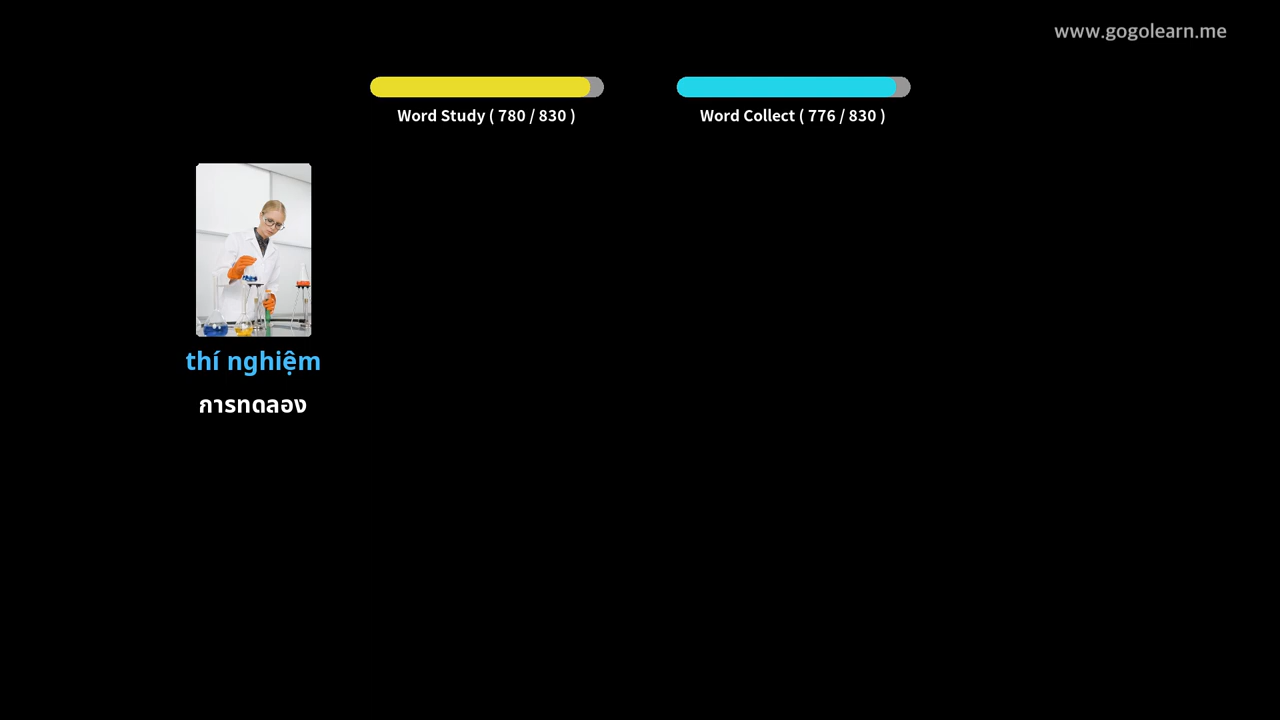 www.gogolearn.me
Word Study ( 780 / 830 )
Word Collect ( 776 / 830 )
thí nghiệm
การทดลอง